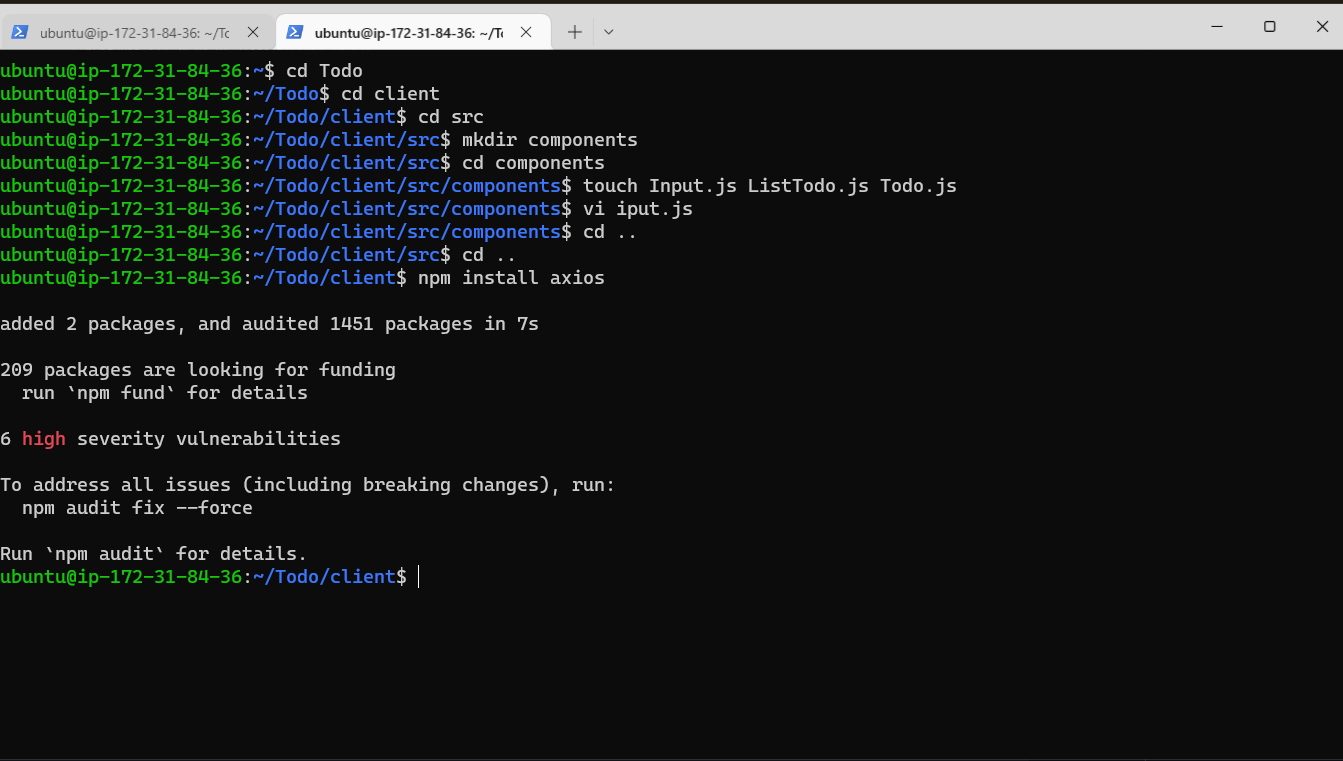 ubuntu@ip-172-31-84-36: ~/To
ubuntu@ip-172-31-84-36: ~/To
ubuntu@ip-172-31-84-36:~$ cd Todo
ubuntu@ip-172-31-84-36:~/Todo$ cd client
ubuntu@ip-172-31-84-36:~/Todo/client$ cd src
ubuntu@ip-172-31-84-36:~/Todo/client/src$ mkdir components
ubuntu@ip-172-31-84-36:~/Todo/client/src$ cd components
ubuntu@ip-172-31-84-36:~/Todo/client/src/components$ touch Input.js ListTodo.js Todo.js
ubuntu@ip-172-31-84-36:~/Todo/client/src/components$ vi iput.js
ubuntu@ip-172-31-84-36:~/Todo/client/src/components$ cd ..
ubuntu@ip-172-31-84-36:~/Todo/client/src$ cd ..
ubuntu@ip-172-31-84-36:~/Todo/client$ npm install axios
added 2 packages, and audited 1451 packages in 7s
209 packages are looking for funding
  run `npm fund` for details
6 high severity vulnerabilities
To address all issues (including breaking changes), run:
  npm audit fix --force
Run `npm audit` for details.
ubuntu@ip-172-31-84-36:~/Todo/client$